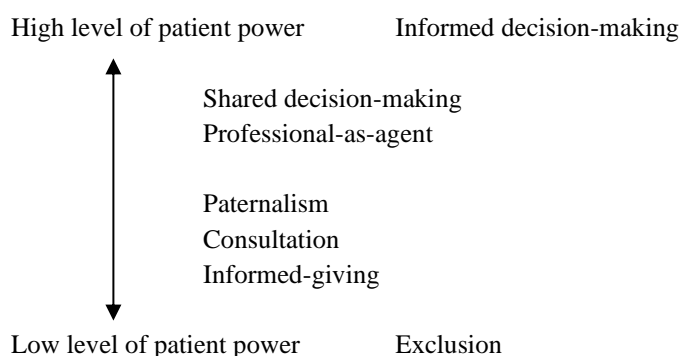 High level of patient power Informed decision-making
Shared decision-making
Professional-as-agent
Paternalism
Consultation
Informed-giving
Low level of patient power Exclusion